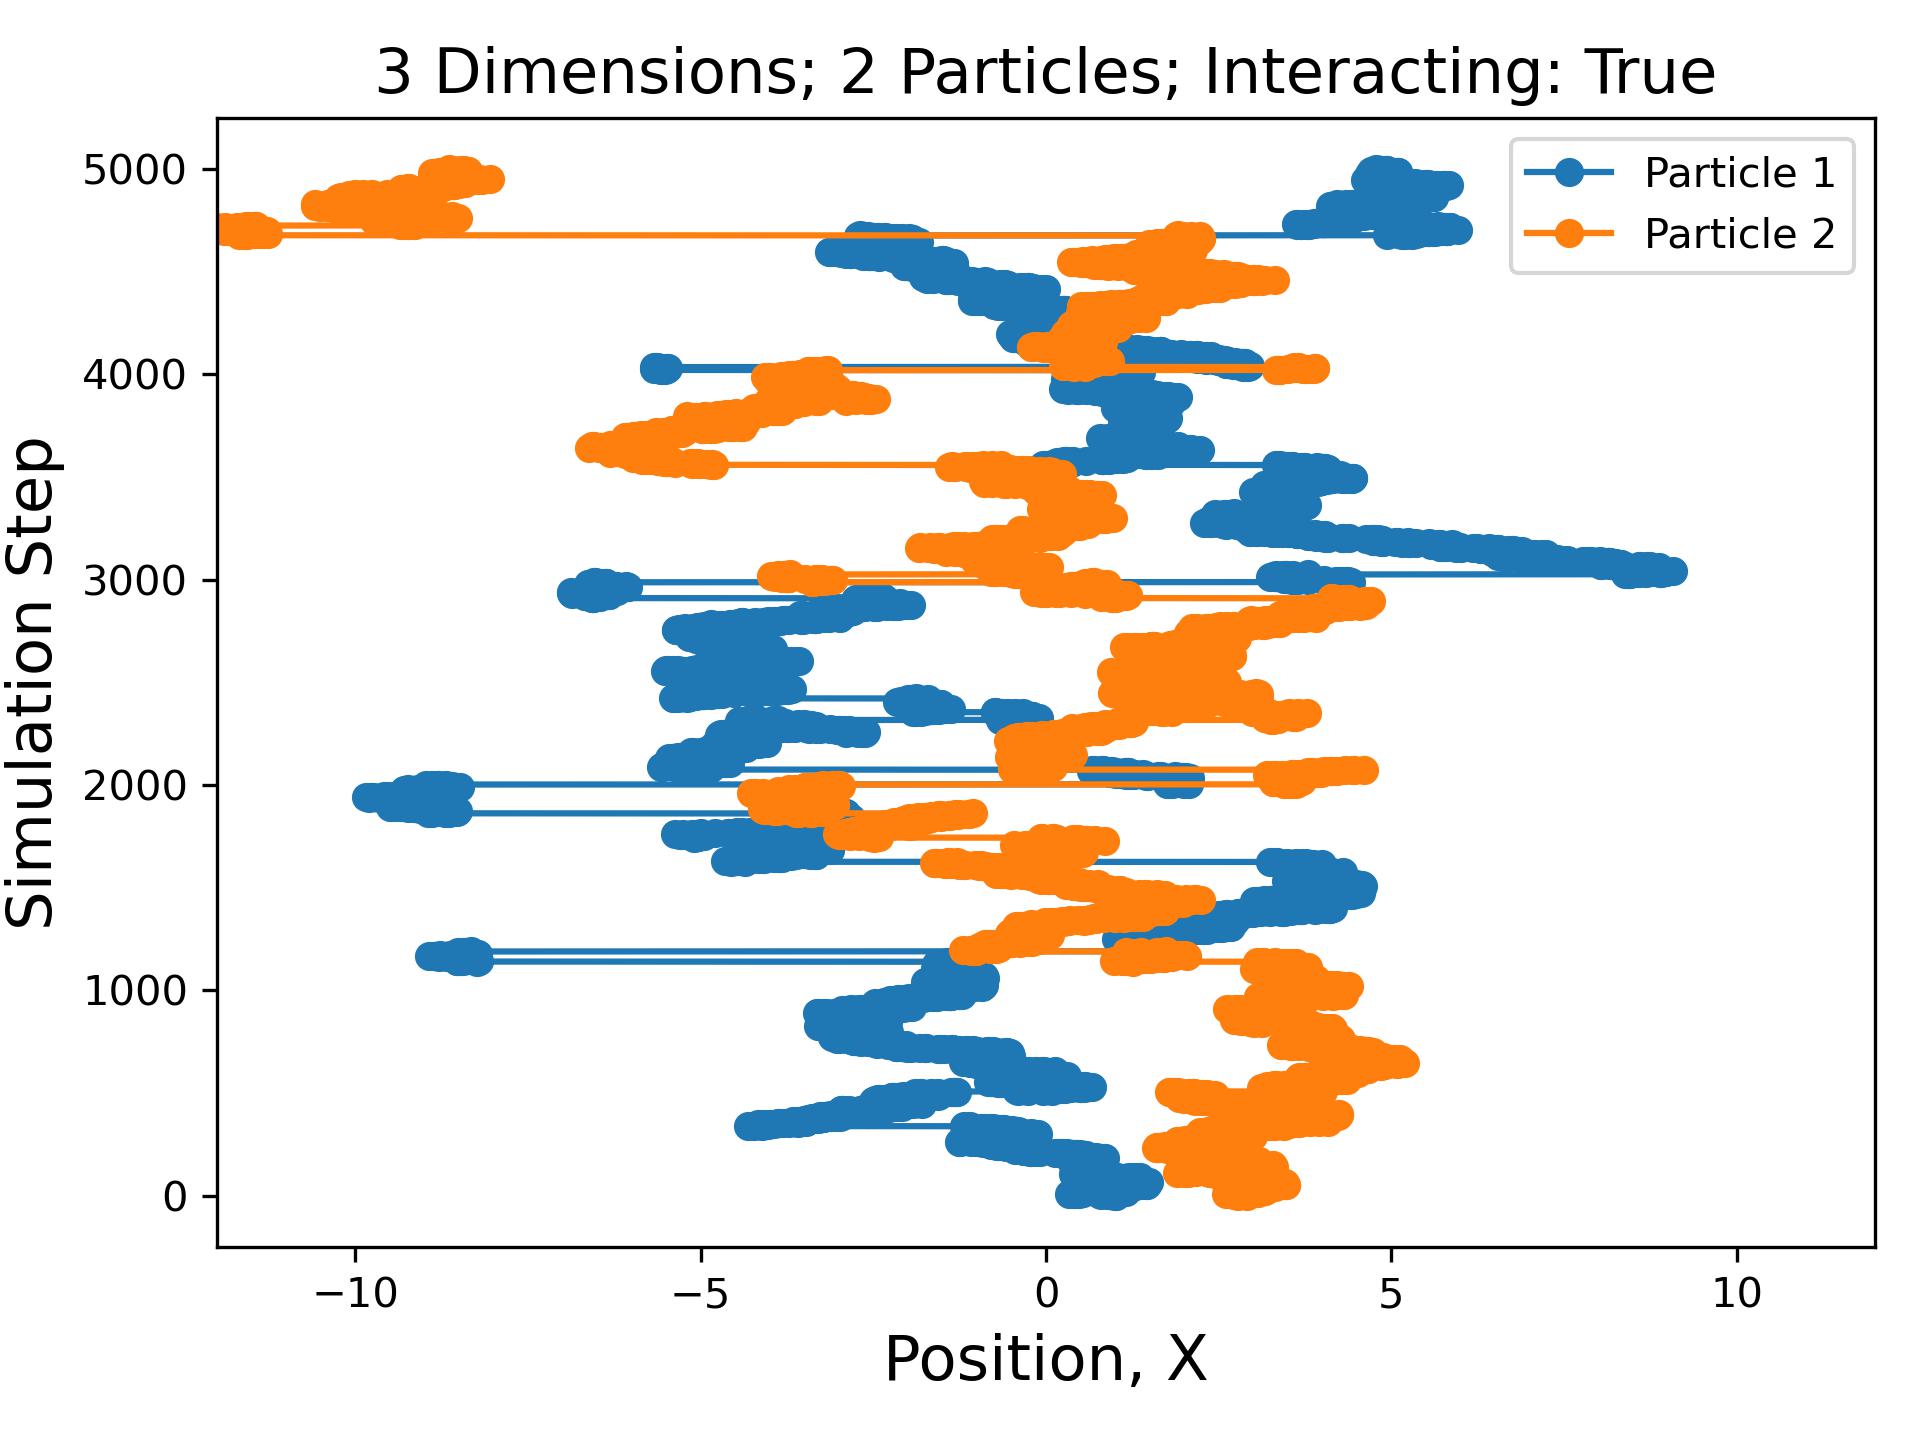 3 Dimensions; 2 Particles; Interacting: True
Particle 1
Particle 2
5000
4000
3000
2000
1000
0
Simulation Step
−10
−5
0
5
10
Position, X